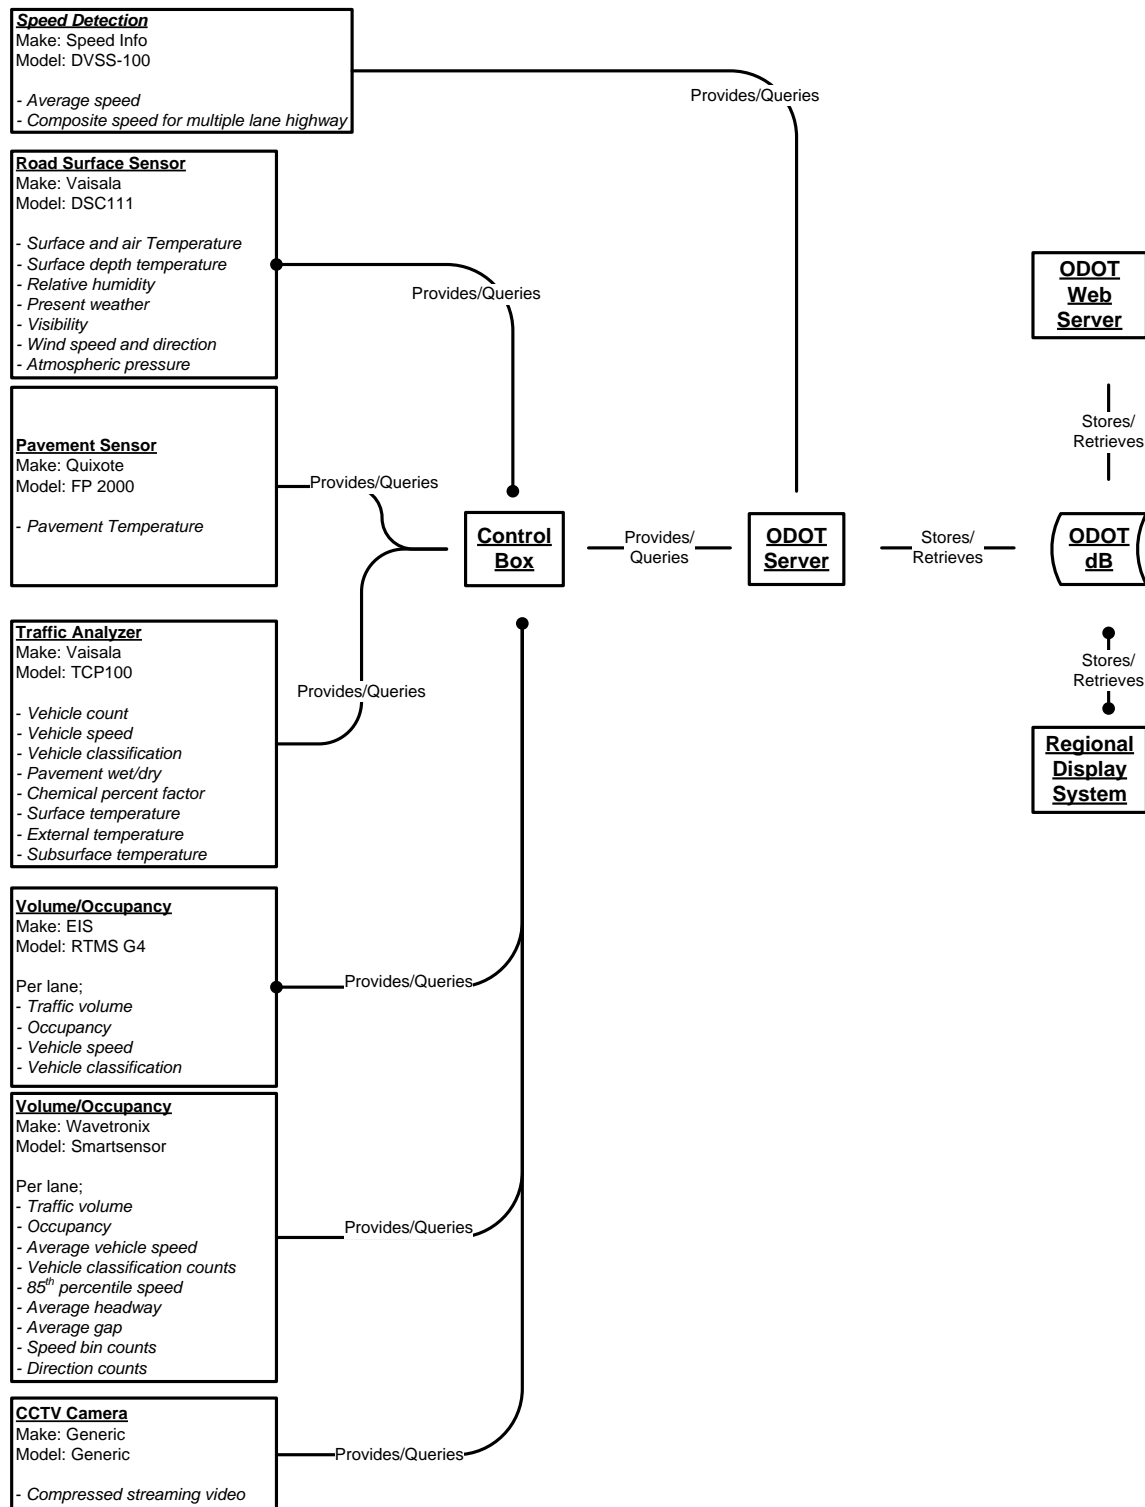 Speed Detection
Make: Speed Info
Model: DVSS-100
- Average speed
- Composite speed for multiple lane highway
Provides/Queries
Road Surface Sensor
Make: Vaisala
Model: DSC111
- Surface and air Temperature
- Surface depth temperature
- Relative humidity
- Present weather
- Visibility
- Wind speed and direction
- Atmospheric pressure
Provides/Queries
ODOT
Web
Server
Stores/
Retrieves
Pavement Sensor
Make: Quixote
Model: FP 2000
- Pavement Temperature
Provides/Queries
Control
Box
Provides/
Queries
ODOT
Server
Stores/
Retrieves
ODOT
dB
Stores/
Retrieves
Regional
Display
System
Traffic Analyzer
Make: Vaisala
Model: TCP100
- Vehicle count
- Vehicle speed
- Vehicle classification
- Pavement wet/dry
- Chemical percent factor
- Surface temperature
- External temperature
- Subsurface temperature
Provides/Queries
Volume/Occupancy
Make: EIS
Model: RTMS G4
Per lane;
- Traffic volume
- Occupancy
- Vehicle speed
- Vehicle classification
Provides/Queries
Volume/Occupancy
Make: Wavetronix
Model: Smartsensor
Per lane;
- Traffic volume
- Occupancy
- Average vehicle speed
- Vehicle classification counts
- 85th percentile speed
- Average headway
- Average gap
- Speed bin counts
- Direction counts
Provides/Queries
CCTV Camera
Make: Generic
Model: Generic
- Compressed streaming video
Provides/Queries